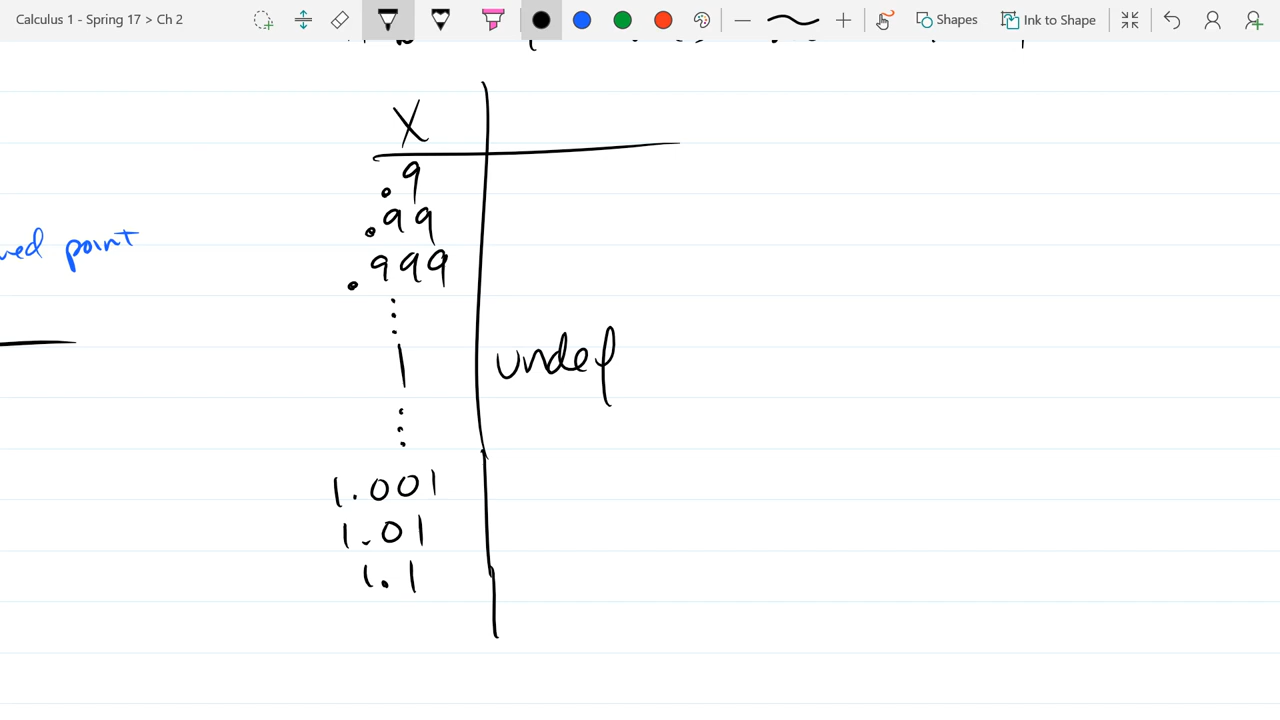 Calculus 1 - Spring 17 > Ch 2
Shapes
Ink to Shape
X
.9
.99
.999
⋮
1
undef
⋮
1.001
1.01
1.1
point